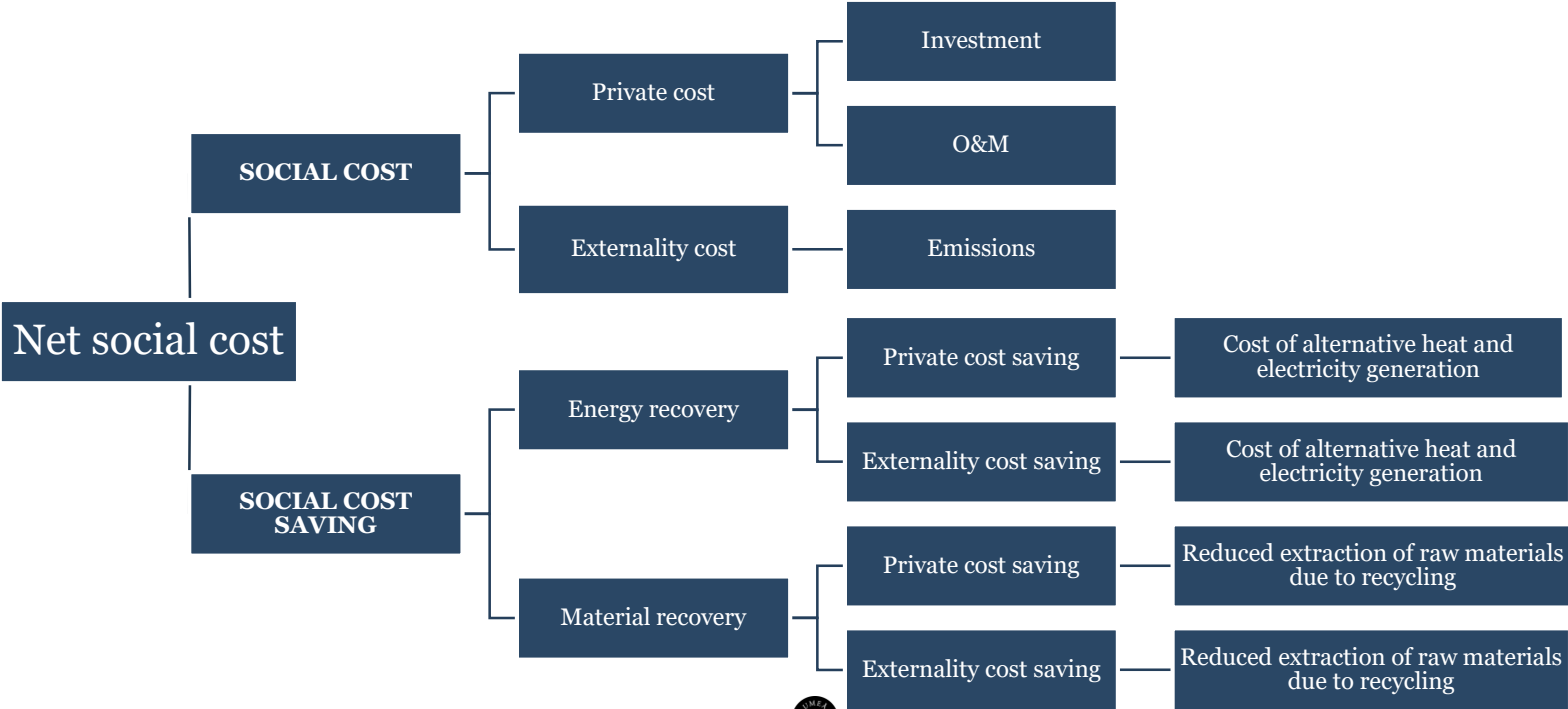 Investment
Private cost
O&M
SOCIAL COST
Externality cost
Emissions
Net social cost
Private cost saving
Cost of alternative heat and
electricity generation
Energy recovery
Externality cost saving
Cost of alternative heat and
electricity generation
SOCIAL COST
SAVING
Private cost saving
Reduced extraction of raw materials
due to recycling
Material recovery
Externality cost saving
Reduced extraction of raw materials
due to recycling
UMEÅ